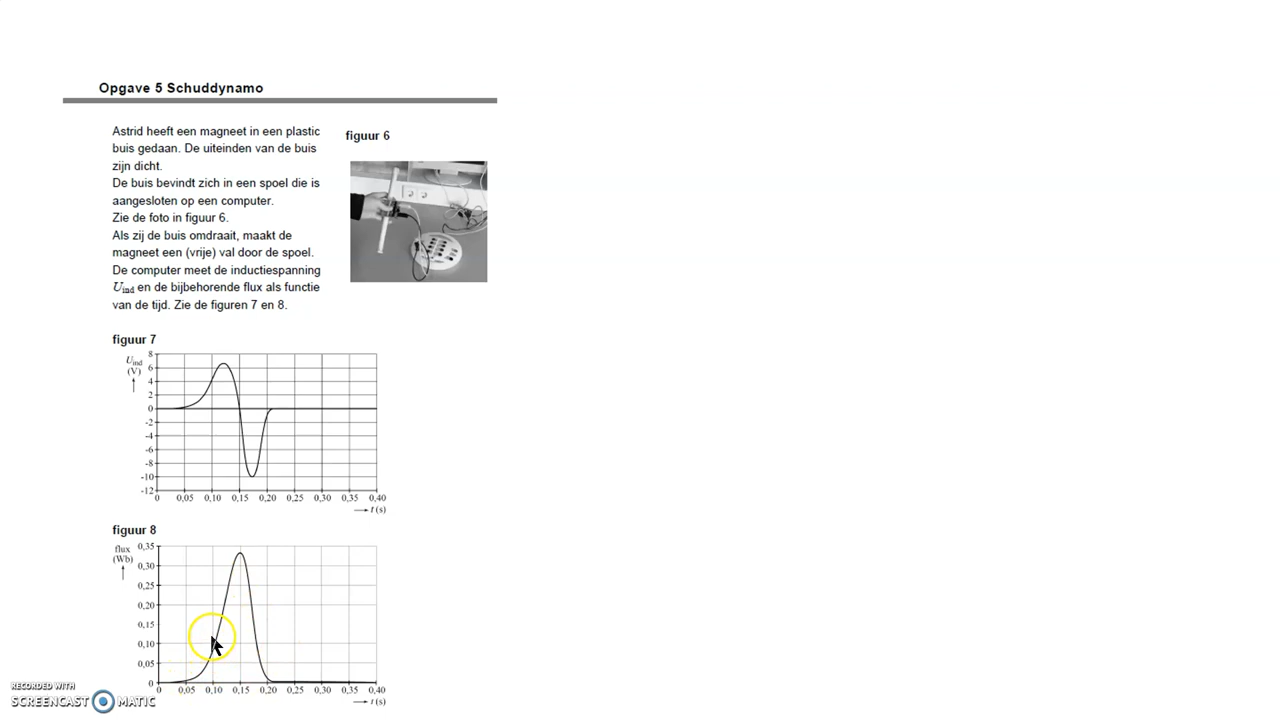 Opgave 5 Schuddynamo
Astrid heeft een magneet in een plastic
buis gedaan. De uiteinden van de buis
zijn dicht.
De buis bevindt zich in een spoel die is
aangesloten op een computer.
Zie de foto in figuur 6.
Als zij de buis omdraait, maakt de
magneet een (vrije) val door de spoel.
De computer meet de inductiespanning
Uind en de bijbehorende flux als functie
van de tijd. Zie de figuren 7 en 8.
figuur 6
figuur 7
Uind
(V)
8
6
4
2
0
-2
-4
-6
-8
-10
-12
0 0,05 0,10 0,15 0,20 0,25 0,30 0,35 0,40
t (s)
figuur 8
flux
(Wb)
0,35
0,30
0,25
0,20
0,15
0,10
0,05
0
0 0,05 0,10 0,15 0,20 0,25 0,30 0,35 0,40
t (s)
RECORDED WITH
SCREENCAST MATIC